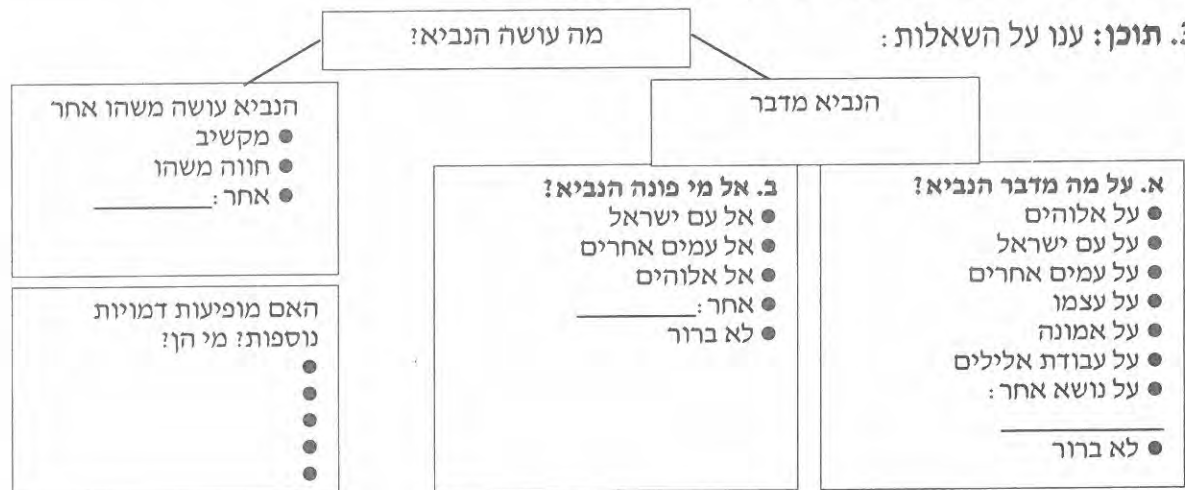 3. תוכן: ענו על השאלות:
מה עושה הנביא?
הנביא מדבר
א. על מה מדבר הנביא?
● על אלוהים
● על עם ישראל
● על עמים אחרים
● על עצמו
● על אמונה
● על עבודת אלילים
● על נושא אחר:
____________
● לא ברור
ב. אל מי פונה הנביא?
● אל עם ישראל
● אל עמים אחרים
● אל אלוהים
● אחר: _________
● לא ברור
הנביא עושה משהו אחר
● מקשיב
● חווה משהו
● אחר: _________
האם מופיעות דמויות
נוספות? מי הן?
●
●
●
●
●